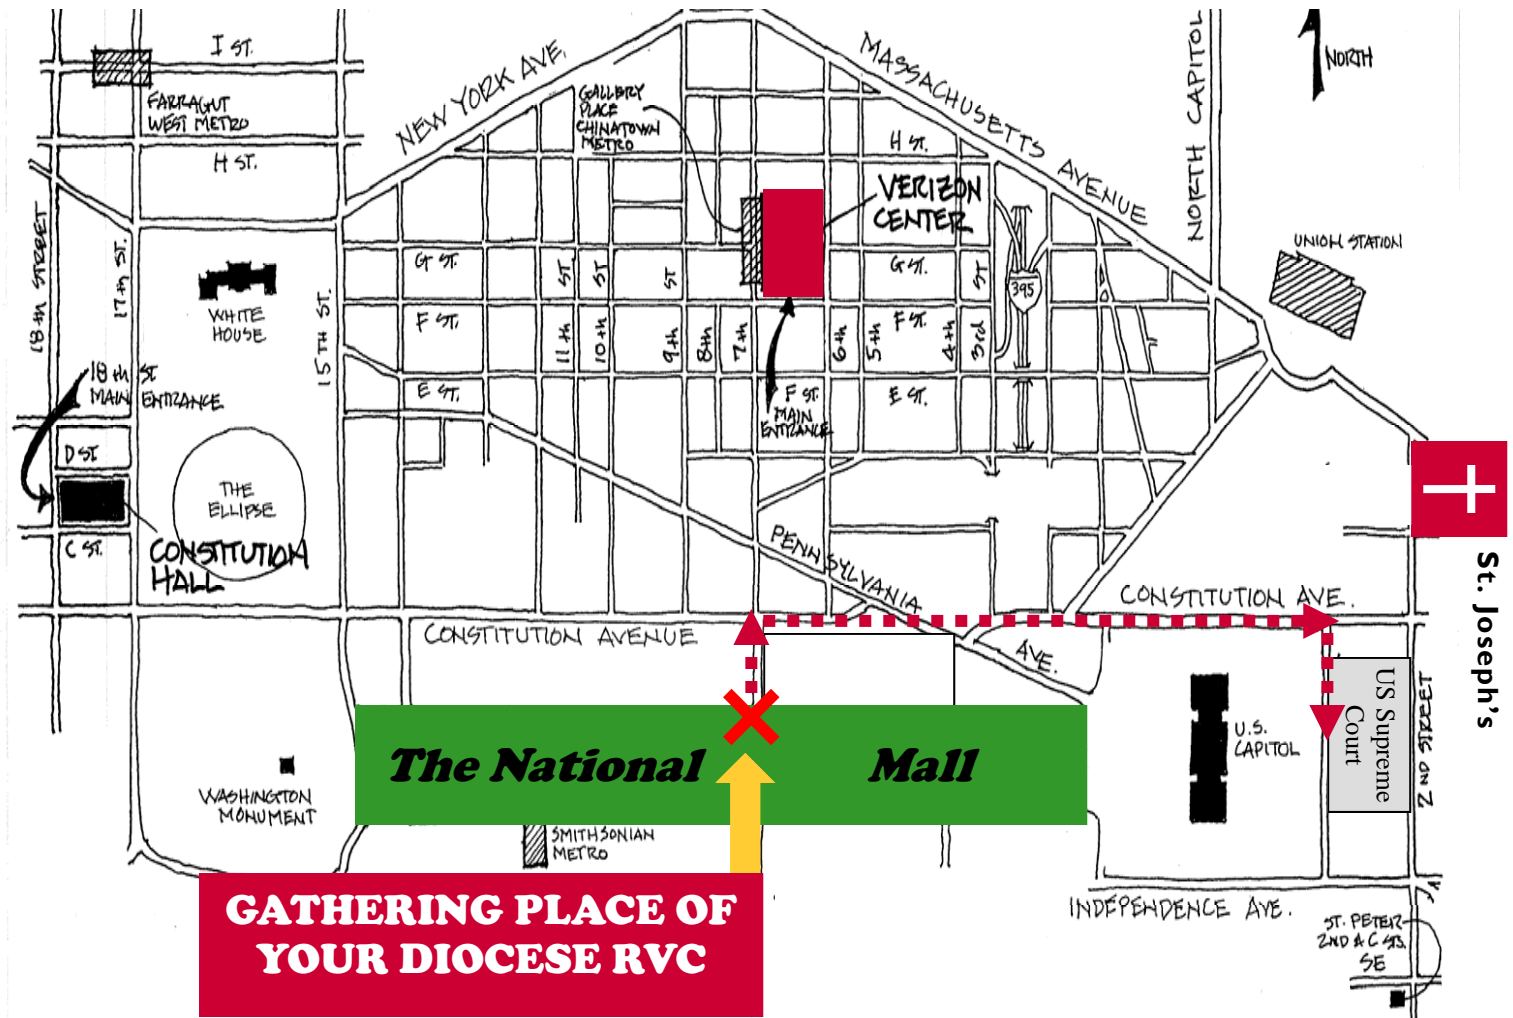 I ST.
FARRAGUT
WEST METRO
H ST.
NEW YORK AVE.
GALLERY
PLACE
CHINATOWN
METRO
MASSACHUSETTS AVENUE
H ST.
VERIZON
CENTER
NORTH CAPITOL
NORTH
UNION STATION
18TH STREET
17th ST.
15TH ST.
WHITE
HOUSE
G ST.
F ST.
E ST.
11th ST
10th ST
9th ST
8th
7th
6th
5th
4th
3rd ST
G ST.
F ST.
E ST.
395
F ST.
MAIN
ENTRANCE
18th ST
MAIN ENTRANCE
D ST
C ST.
THE
ELLIPSE
CONSTITUTION
HALL
PENNSYLVANIA
AVE.
CONSTITUTION AVENUE
CONSTITUTION AVE.
St. Joseph's
US Supreme
Court
2ND STREET
U.S.
CAPITOL
The National Mall
WASHINGTON
MONUMENT
SMITHSONIAN
METRO
GATHERING PLACE OF
YOUR DIOCESE RVC
INDEPENDENCE AVE.
ST. PETER
2ND & C STS.
SE